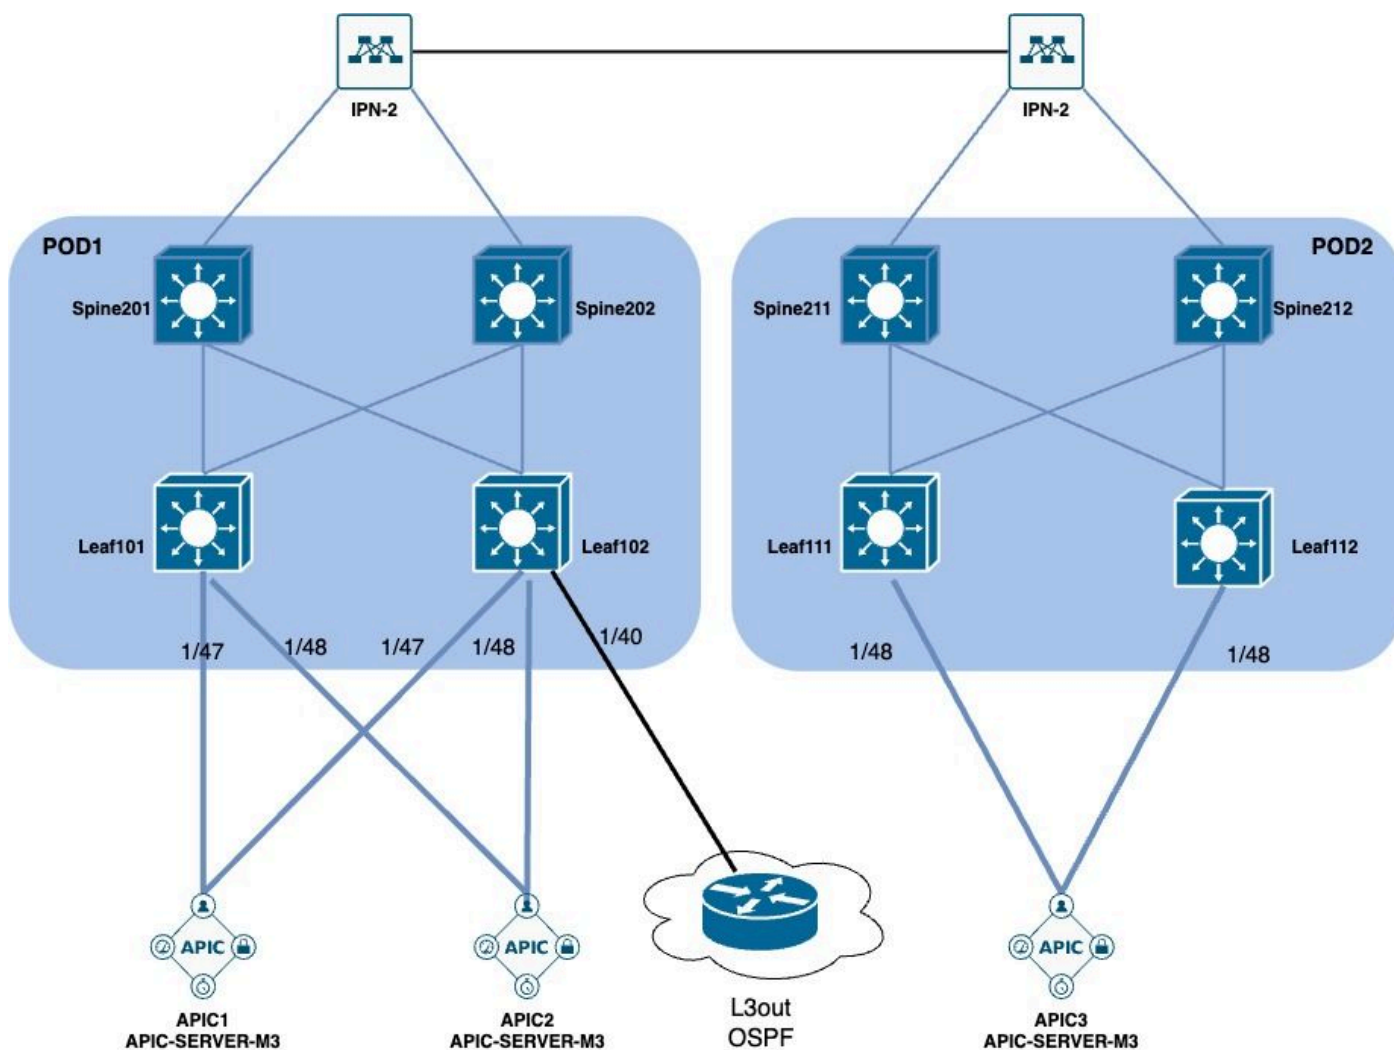 IPN-2
IPN-2
POD1
POD2
Spine201
Spine202
Spine211
Spine212
Leaf101
Leaf102
Leaf111
Leaf112
1/47
1/48
1/47
1/48
1/40
1/48
1/48
APIC
APIC
APIC
APIC1
APIC-SERVER-M3
APIC2
APIC-SERVER-M3
L3out
OSPF
APIC3
APIC-SERVER-M3